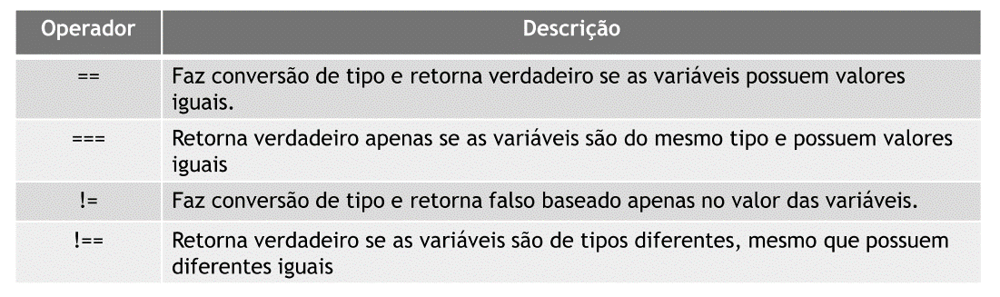 Operador Descrição
== Faz conversão de tipo e retorna verdadeiro se as variáveis possuem valores
iguais.
=== Retorna verdadeiro apenas se as variáveis são do mesmo tipo e possuem valores
iguais
!= Faz conversão de tipo e retorna falso baseado apenas no valor das variáveis.
!== Retorna verdadeiro se as variáveis são de tipos diferentes, mesmo que possuem
diferentes iguais